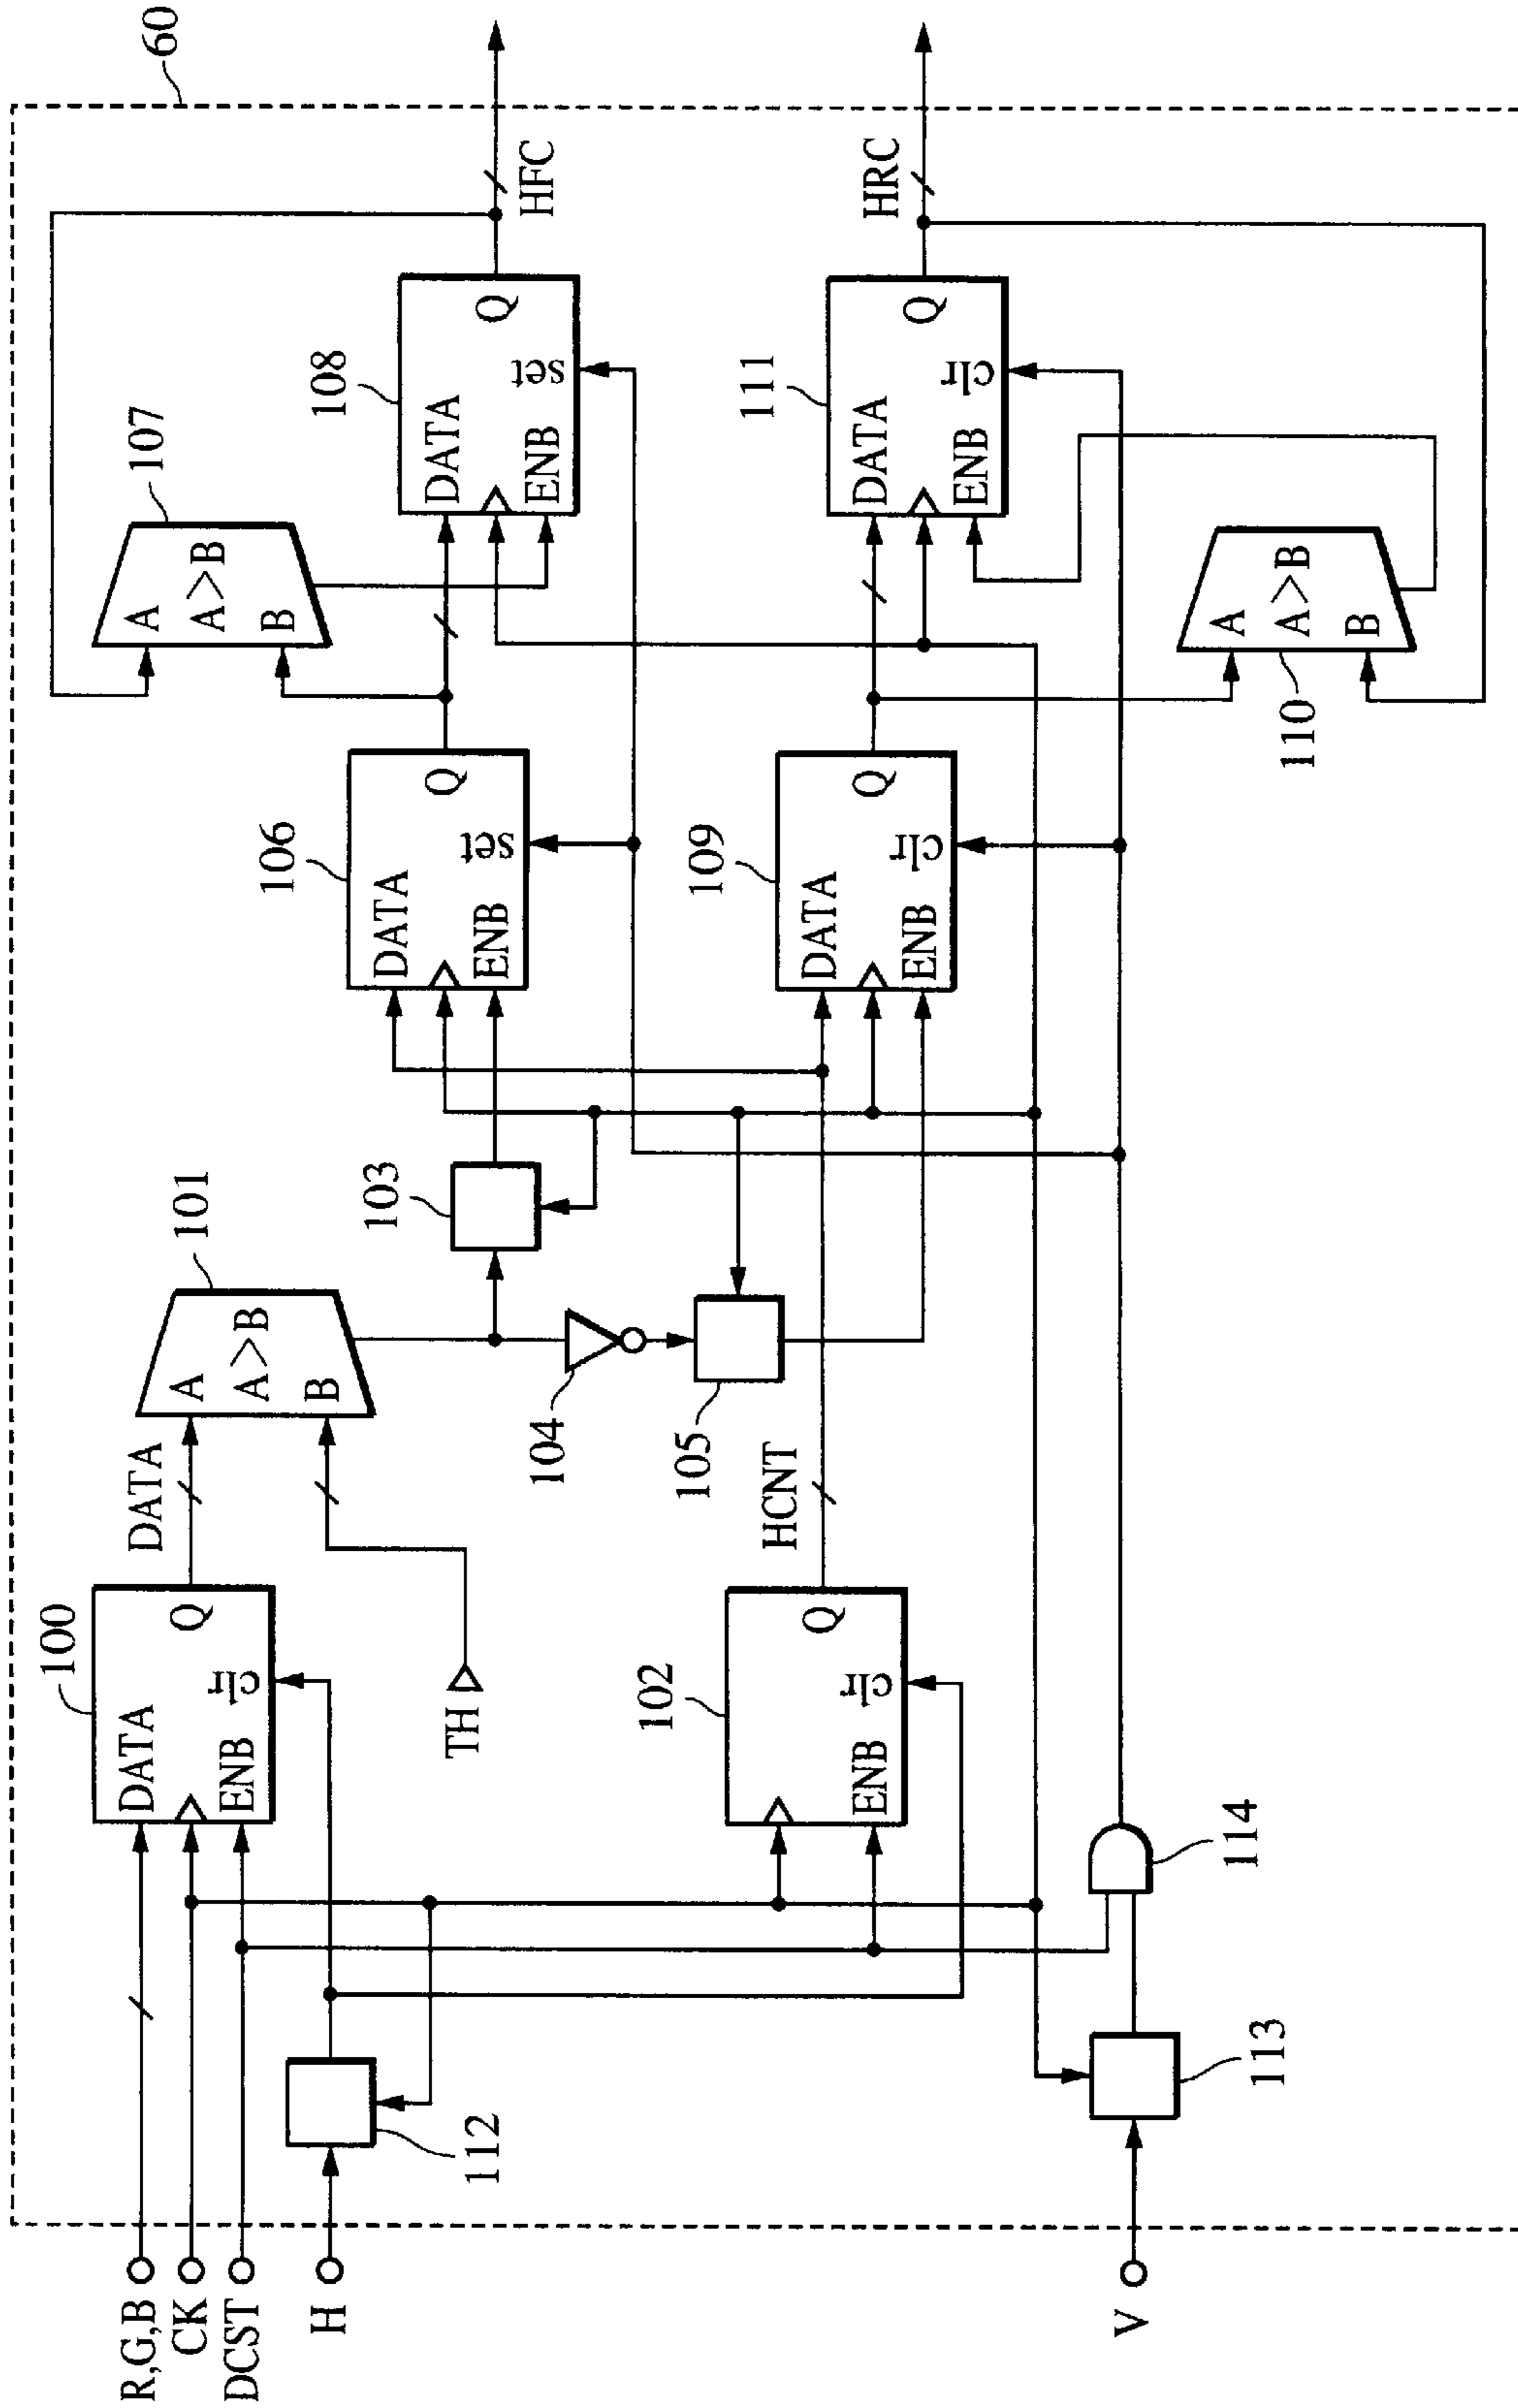 60
R,G,B
CK
DCST
H
V
100
DATA
ENB
Q
clr
DATA
TH
101
A
A>B
B
102
ENB
Q
clr
HCNT
103
104
105
106
DATA
ENB
Q
set
107
A
A>B
B
108
DATA
ENB
Q
set
HFC
109
DATA
ENB
Q
clr
110
A
A>B
B
111
DATA
ENB
Q
clr
HRC
112
113
114